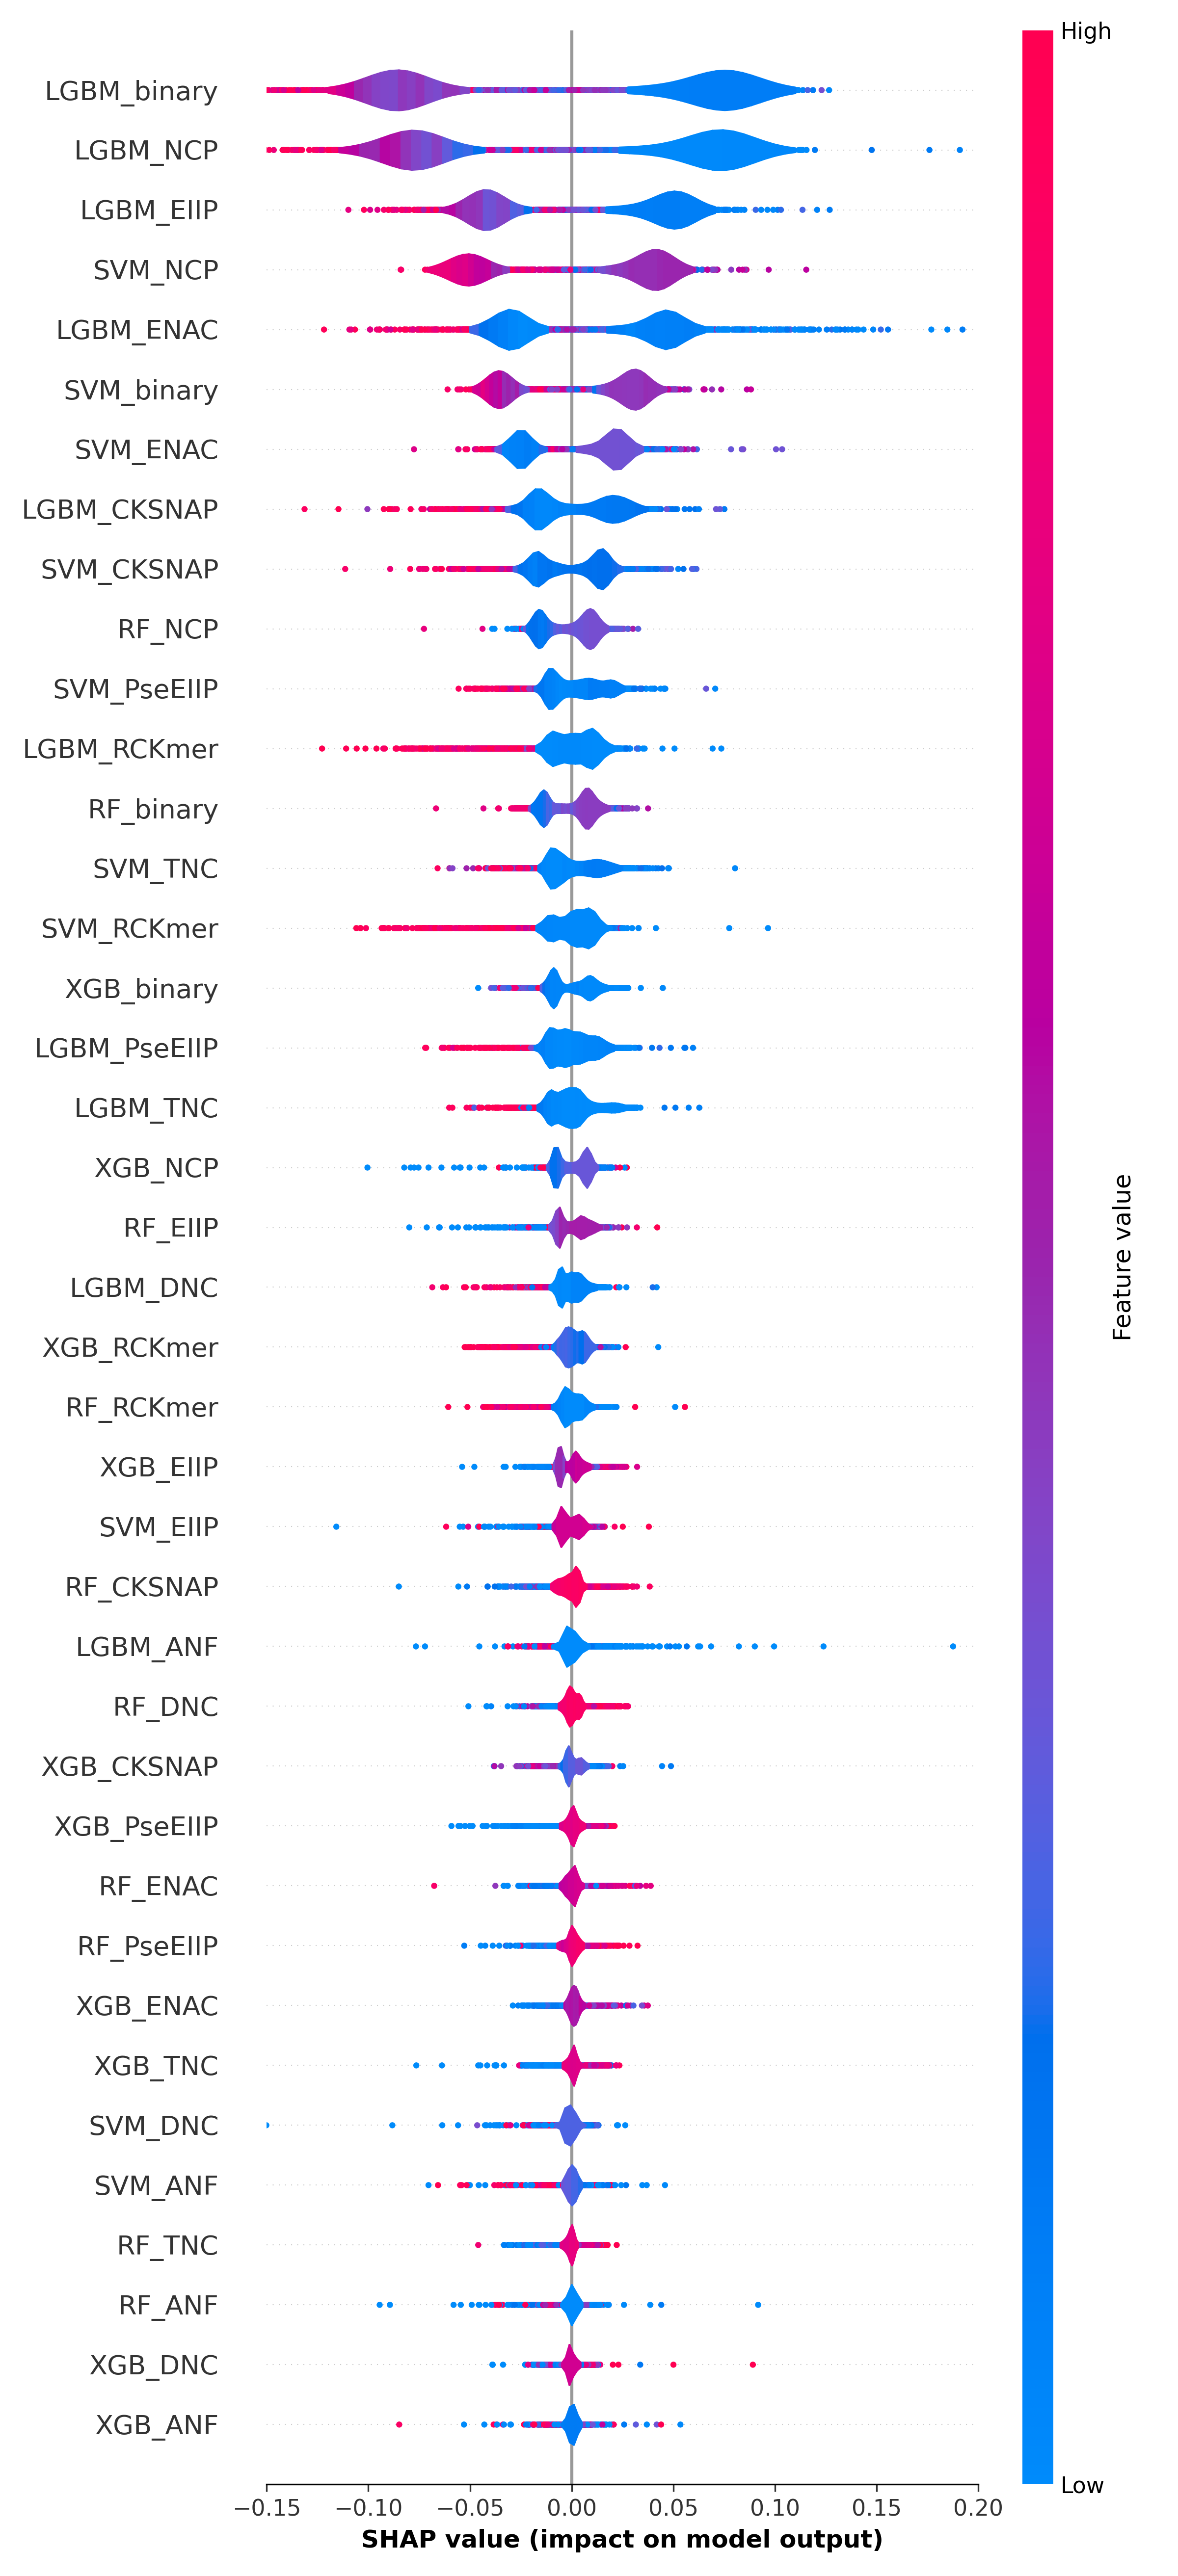 High
LGBM_binary
LGBM_NCP
LGBM_EIIP
SVM_NCP
LGBM_ENAC
SVM_binary
SVM_ENAC
LGBM_CKSNAP
SVM_CKSNAP
RF_NCP
SVM_PseEIIP
LGBM_RCKmer
RF_binary
SVM_TNC
SVM_RCKmer
XGB_binary
LGBM_PseEIIP
LGBM_TNC
XGB_NCP
RF_EIIP
LGBM_DNC
XGB_RCKmer
RF_RCKmer
XGB_EIIP
SVM_EIIP
RF_CKSNAP
LGBM_ANF
RF_DNC
XGB_CKSNAP
XGB_PseEIIP
RF_ENAC
RF_PseEIIP
XGB_ENAC
XGB_TNC
SVM_DNC
SVM_ANF
RF_TNC
RF_ANF
XGB_DNC
XGB_ANF
Feature value
Low
−0.15 −0.10 −0.05 0.00 0.05 0.10 0.15 0.20
SHAP value (impact on model output)